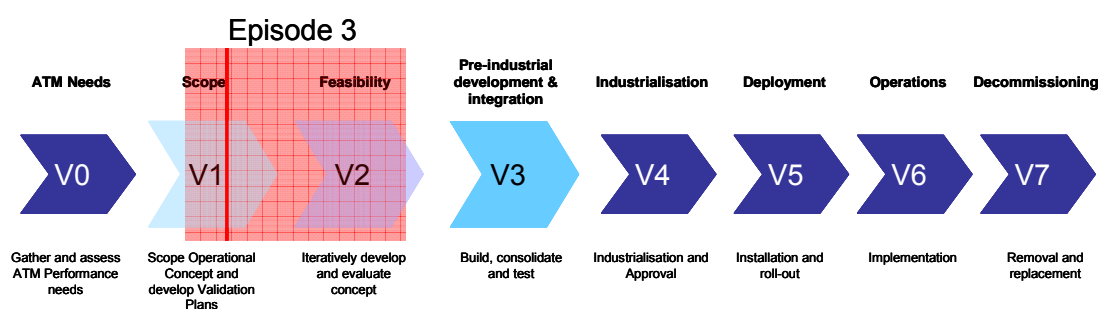 Episode 3
ATM Needs
Scope
Feasibility
Pre-industrial
development &
integration
Industrialisation
Deployment
Operations
Decommissioning
V0
V1
V2
V3
V4
V5
V6
V7
Gather and assess
ATM Performance
needs
Scope Operational
Concept and
develop Validation
Plans
Iteratively develop
and evaluate
concept
Build, consolidate
and test
Industrialisation and
Approval
Installation and
roll-out
Implementation
Removal and
replacement